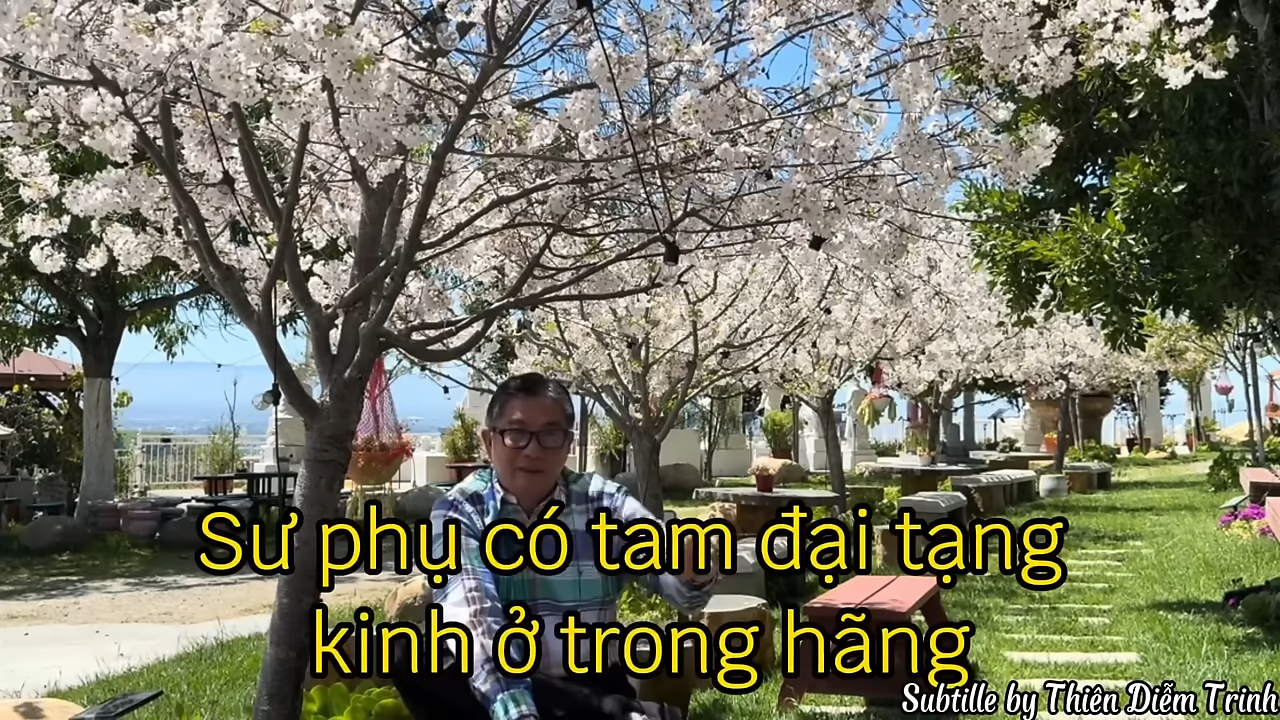 Sư phụ có tam đại tạng
kinh ở trong hãng
Subtille by Thiên Diễm Trinh